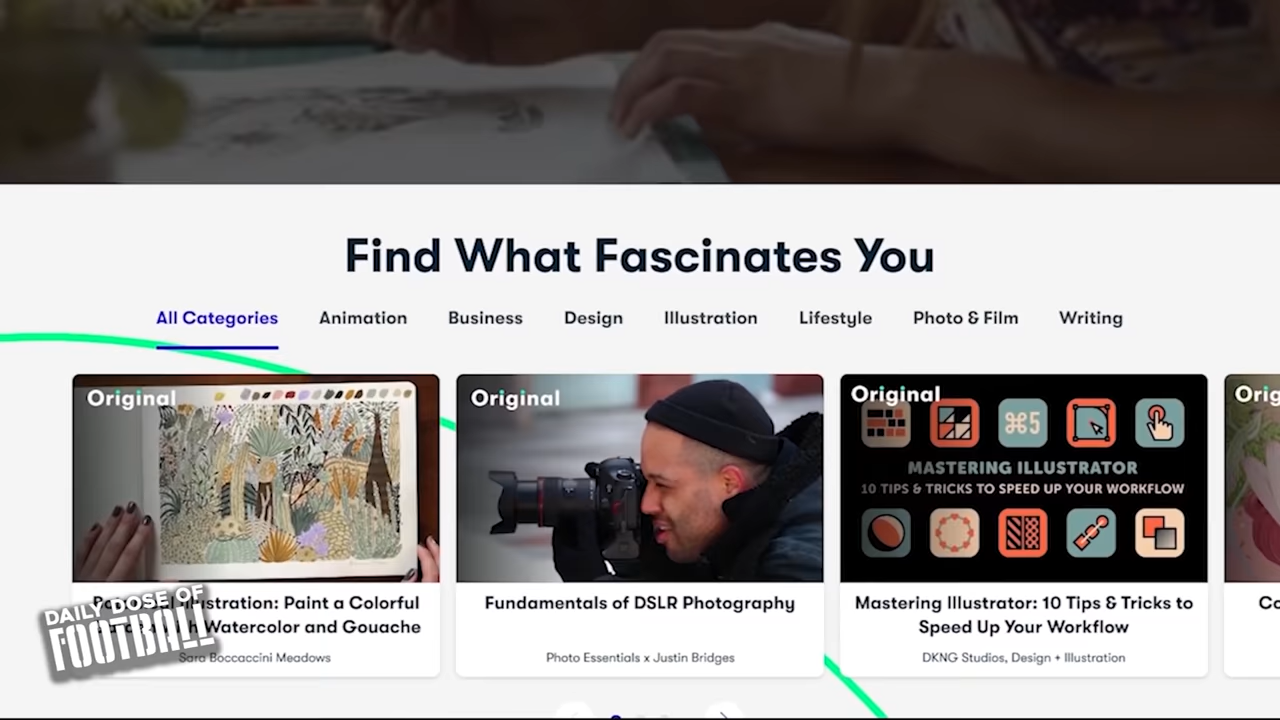 Find What Fascinates You
All Categories Animation Business Design Illustration Lifestyle Photo & Film Writing
Original
Original
Original
MASTERING ILLUSTRATOR
10 TIPS & TRICKS TO SPEED UP YOUR WORKFLOW
⌘5
Illustration: Paint a Colorful
Watercolor and Gouache
Sara Boccaccini Meadows
Fundamentals of DSLR Photography
Photo Essentials x Justin Bridges
Mastering Illustrator: 10 Tips & Tricks to
Speed Up Your Workflow
DKNG Studios, Design + Illustration
DAILY DOSE OF
FOOTBALL